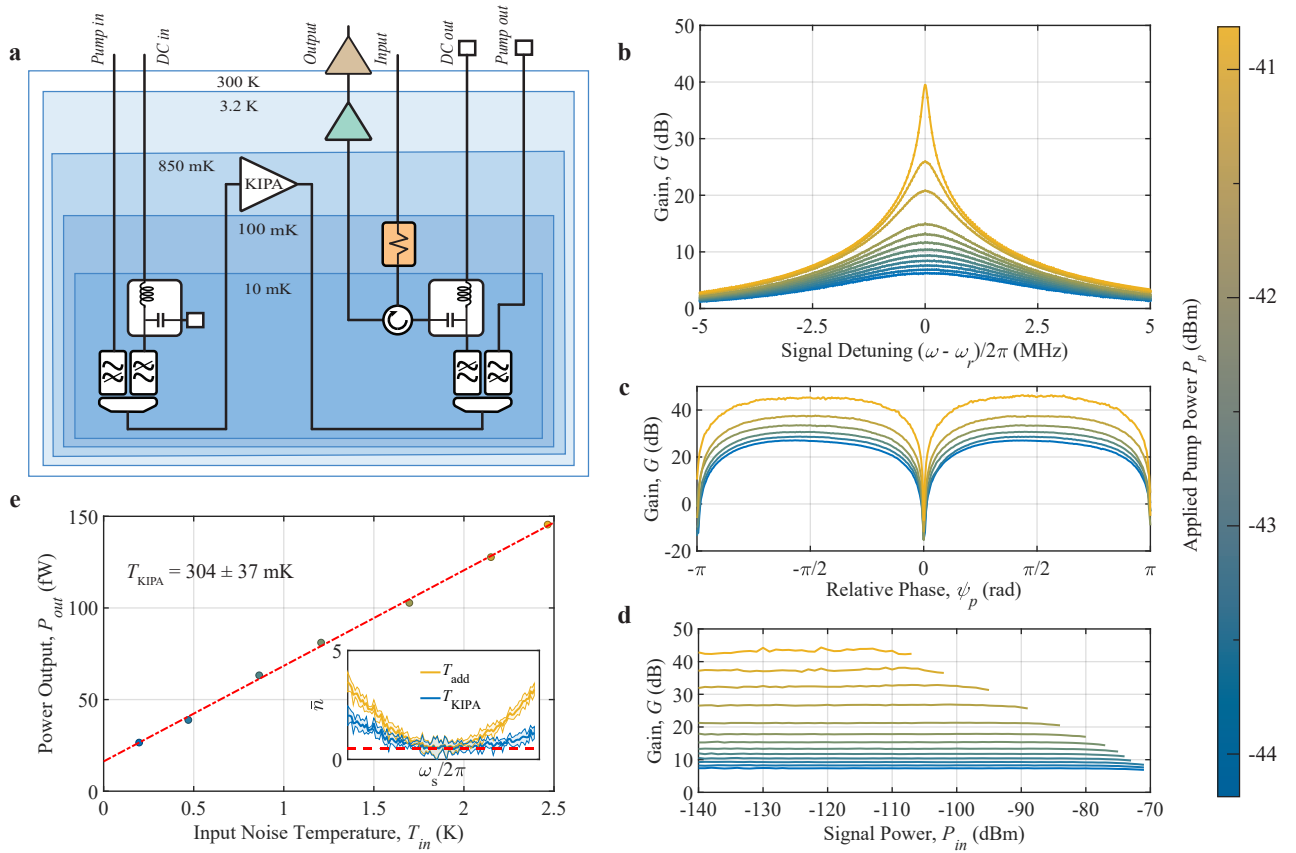 a
Pump in
DC in
Output
Input
DC out
Pump out
300 K
3.2 K
850 mK
KIPA
100 mK
10 mK
b
50
40
30
20
10
0
Gain, G (dB)
-5
-2.5
0
2.5
5
Signal Detuning (ω - ωr)/2π (MHz)
c
40
20
0
-20
Gain, G (dB)
-π
-π/2
0
π/2
π
Relative Phase, ψp (rad)
d
50
40
30
20
10
0
Gain, G (dB)
-140
-130
-120
-110
-100
-90
-80
-70
Signal Power, Pin (dBm)
Applied Pump Power Pp (dBm)
-41
-42
-43
-44
e
150
100
50
0
Power Output, Pout (fW)
TKIPA = 304 ± 37 mK
5
0
n̄
Tadd
TKIPA
ωs/2π
0
0.5
1
1.5
2
2.5
Input Noise Temperature, Tin (K)